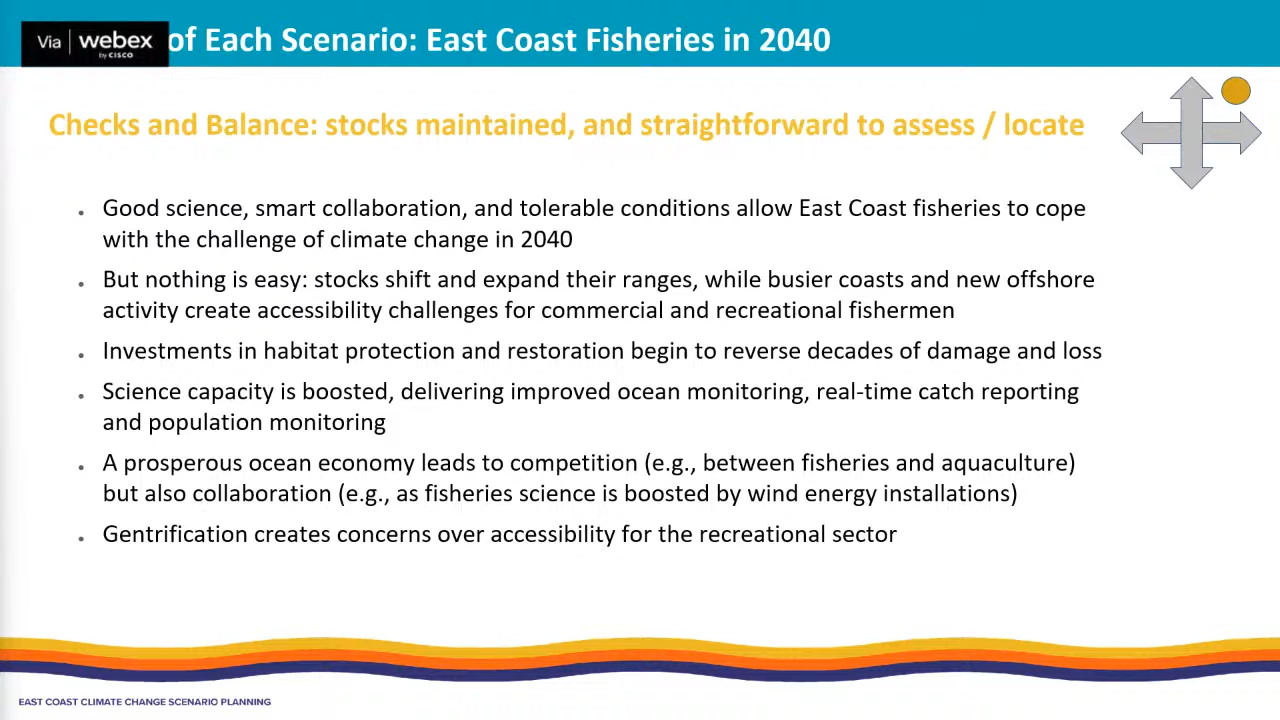 Via webex
by CISCO
of Each Scenario: East Coast Fisheries in 2040
Checks and Balance: stocks maintained, and straightforward to assess / locate
Good science, smart collaboration, and tolerable conditions allow East Coast fisheries to cope
with the challenge of climate change in 2040
But nothing is easy: stocks shift and expand their ranges, while busier coasts and new offshore
activity create accessibility challenges for commercial and recreational fishermen
Investments in habitat protection and restoration begin to reverse decades of damage and loss
Science capacity is boosted, delivering improved ocean monitoring, real-time catch reporting
and population monitoring
A prosperous ocean economy leads to competition (e.g., between fisheries and aquaculture)
but also collaboration (e.g., as fisheries science is boosted by wind energy installations)
Gentrification creates concerns over accessibility for the recreational sector
EAST COAST CLIMATE CHANGE SCENARIO PLANNING